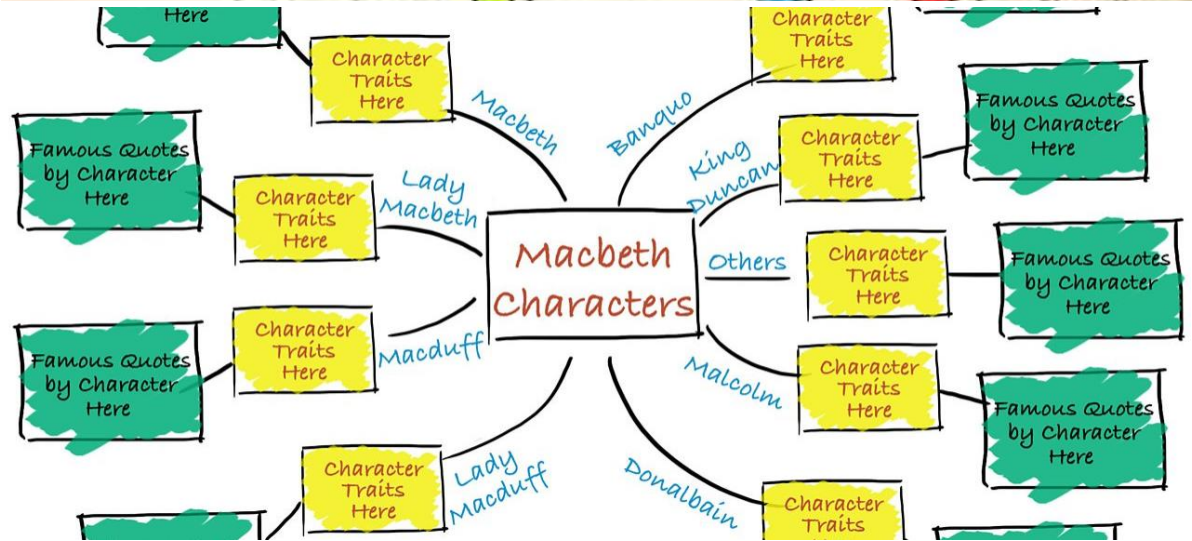 Macbeth
Characters
Here
Character
Traits
Here
Macbeth
Famous Quotes
by Character
Here
Character
Traits
Here
Lady
Macbeth
Famous Quotes
by Character
Here
Character
Traits
Here
Macduff
Character
Traits
Here
Lady
Macduff
Banquo
Character
Traits
Here
King
Duncan
Character
Traits
Here
Famous Quotes
by Character
Here
Others
Character
Traits
Here
Famous Quotes
by Character
Here
Malcolm
Character
Traits
Here
Famous Quotes
by Character
Here
Donalbain
Character
Traits